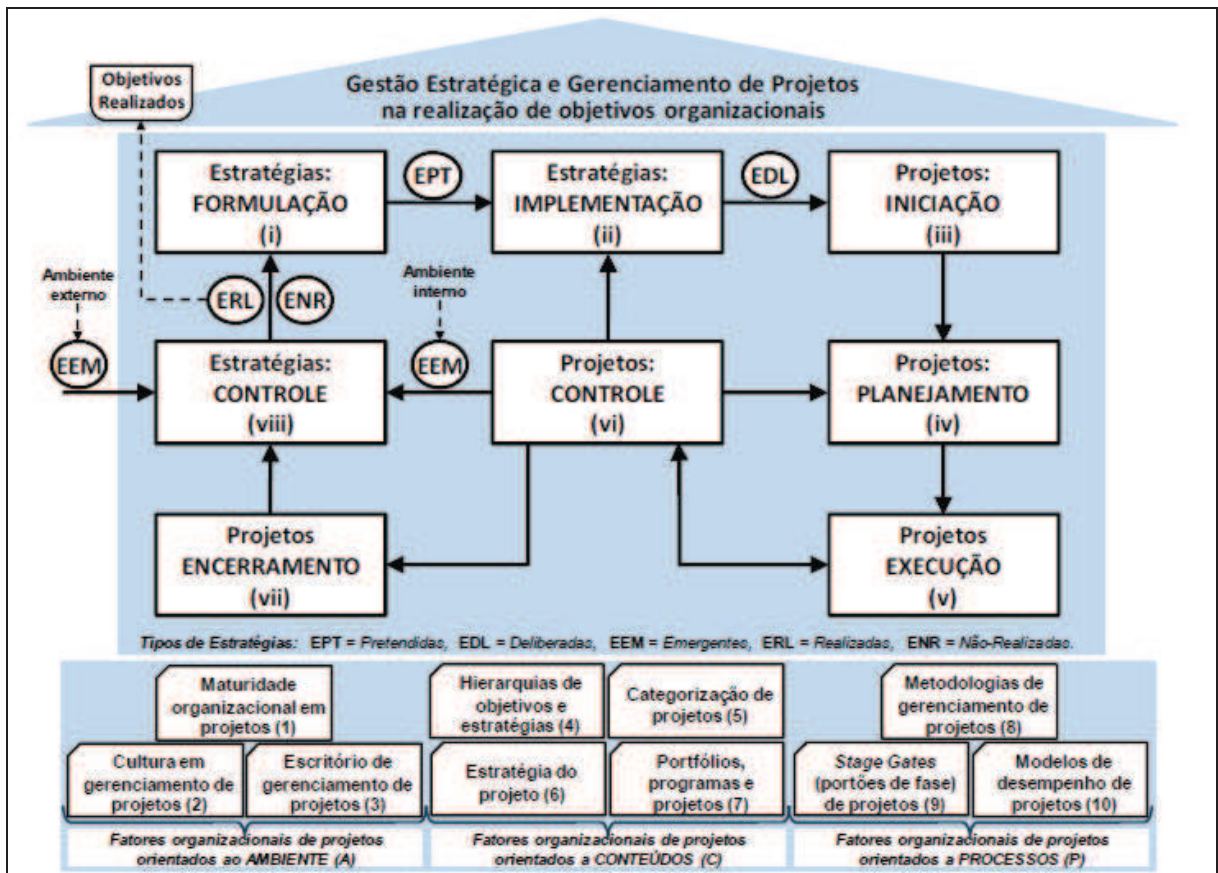 Objetivos
Realizados
Gestão Estratégica e Gerenciamento de Projetos
na realização de objetivos organizacionais
Estratégias:
FORMULAÇÃO
(i)
EPT
Estratégias:
IMPLEMENTAÇÃO
(ii)
EDL
Projetos:
INICIAÇÃO
(iii)
Ambiente
externo
ERL
ENR
Ambiente
interno
EEM
Estratégias:
CONTROLE
(viii)
EEM
Projetos:
CONTROLE
(vi)
Projetos:
PLANEJAMENTO
(iv)
Projetos
ENCERRAMENTO
(vii)
Projetos
EXECUÇÃO
(v)
Tipos de Estratégias: EPT = Pretendidas, EDL = Deliberadas, EEM = Emergentes, ERL = Realizadas, ENR = Não-Realizadas.
Maturidade
organizacional em
projetos (1)
Cultura em
gerenciamento de
projetos (2)
Escritório de
gerenciamento de
projetos (3)
Fatores organizacionais de projetos
orientados ao AMBIENTE (A)
Hierarquias de
objetivos e
estratégias (4)
Categorização de
projetos (5)
Estratégia do
projeto (6)
Portfólios,
programas e
projetos (7)
Fatores organizacionais de projetos
orientados a CONTEÚDOS (C)
Metodologias de
gerenciamento de
projetos (8)
Stage Gates
(portões de fase)
de projetos (9)
Modelos de
desempenho de
projetos (10)
Fatores organizacionais de projetos
orientados a PROCESSOS (P)